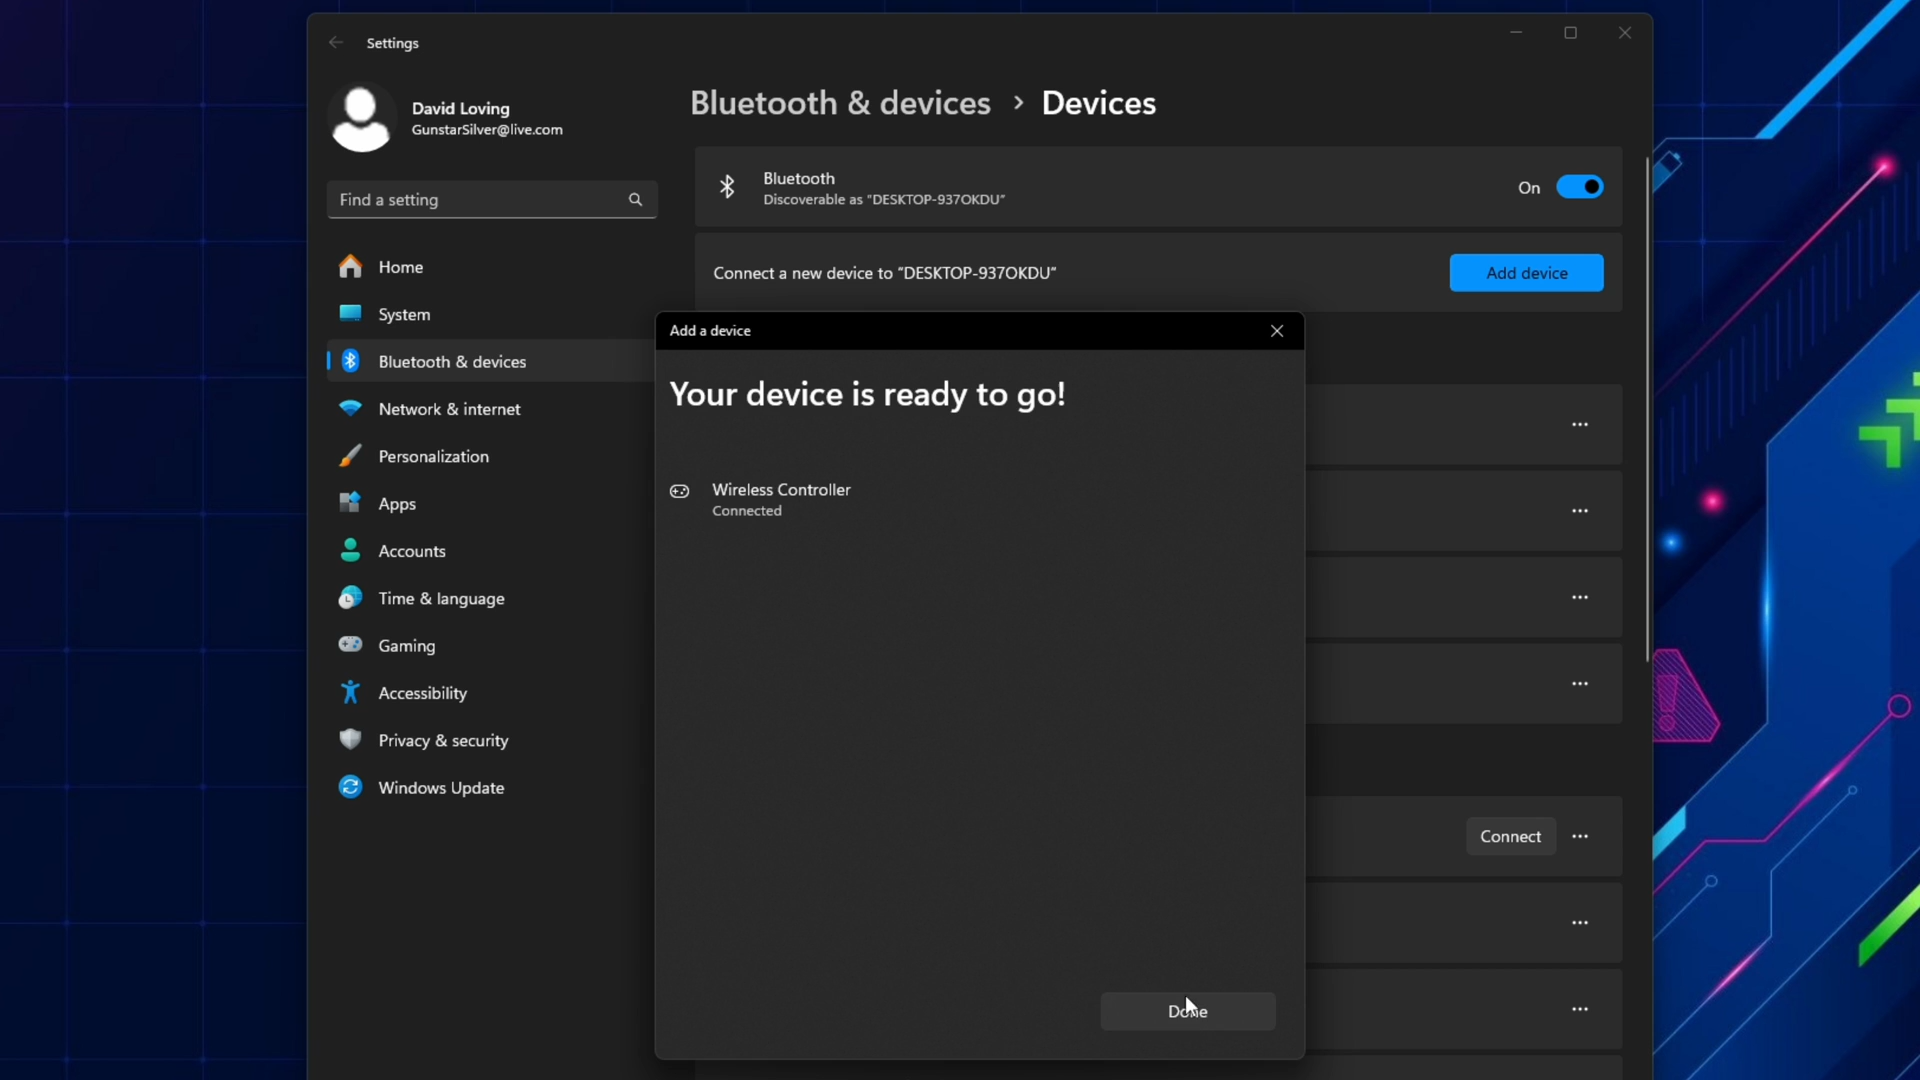 Settings
David Loving
GunstarSilver@live.com
Find a setting
Home
System
Bluetooth & devices
Network & internet
Personalization
Apps
Accounts
Time & language
Gaming
Accessibility
Privacy & security
Windows Update
Bluetooth & devices > Devices
Bluetooth
Discoverable as "DESKTOP-937OKDU"
On
Connect a new device to "DESKTOP-937OKDU"
Add device
Add a device
Your device is ready to go!
Wireless Controller
Connected
Connect
Done